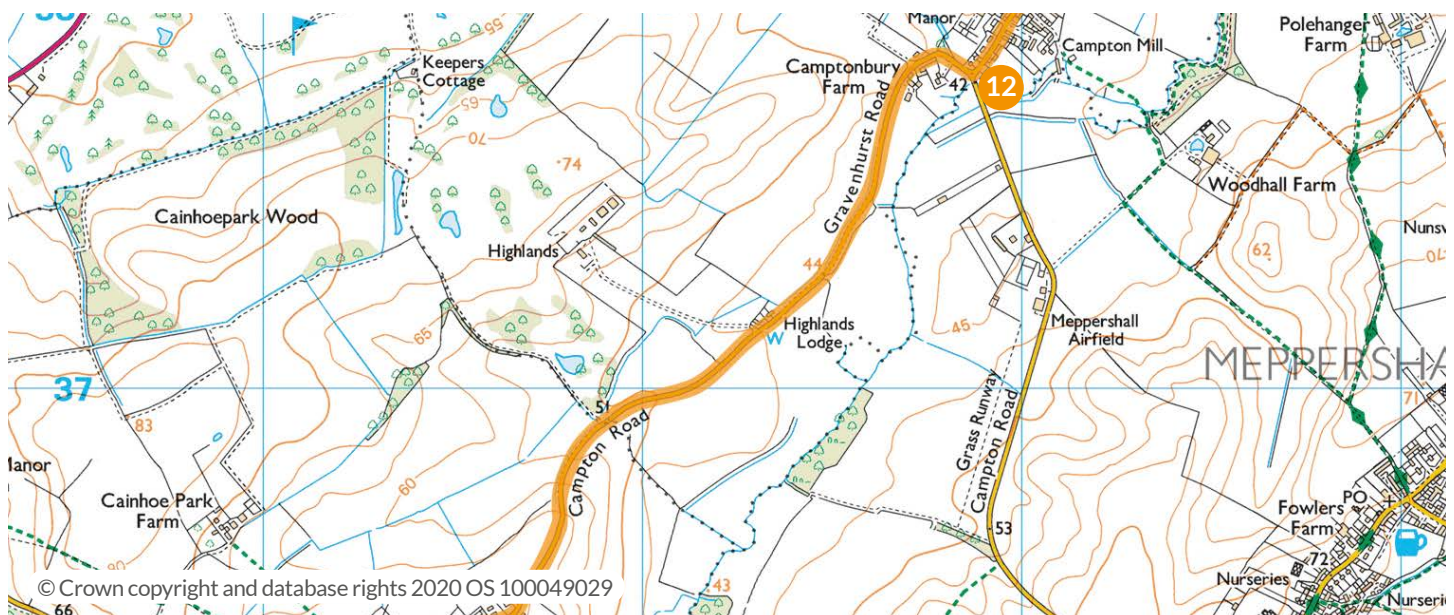 Manor
Polehanger
Farm
Campton Mill
Keepers
Cottage
Camptonbury
Farm
42
12
55
65
70
74
Gravenhurst Road
Woodhall Farm
Cainhoepark Wood
Highlands
62
Nunsw
70
44
45
Highlands
Lodge
W
Meppershall
Airfield
65
MEPPERSHA
37
51
83
71
Manor
Campton Road
Grass Runway
Campton Road
60
Cainhoe Park
Farm
PO
Fowlers
Farm
53
72
Nurseries
43
Nurserie
66
© Crown copyright and database rights 2020 OS 100049029